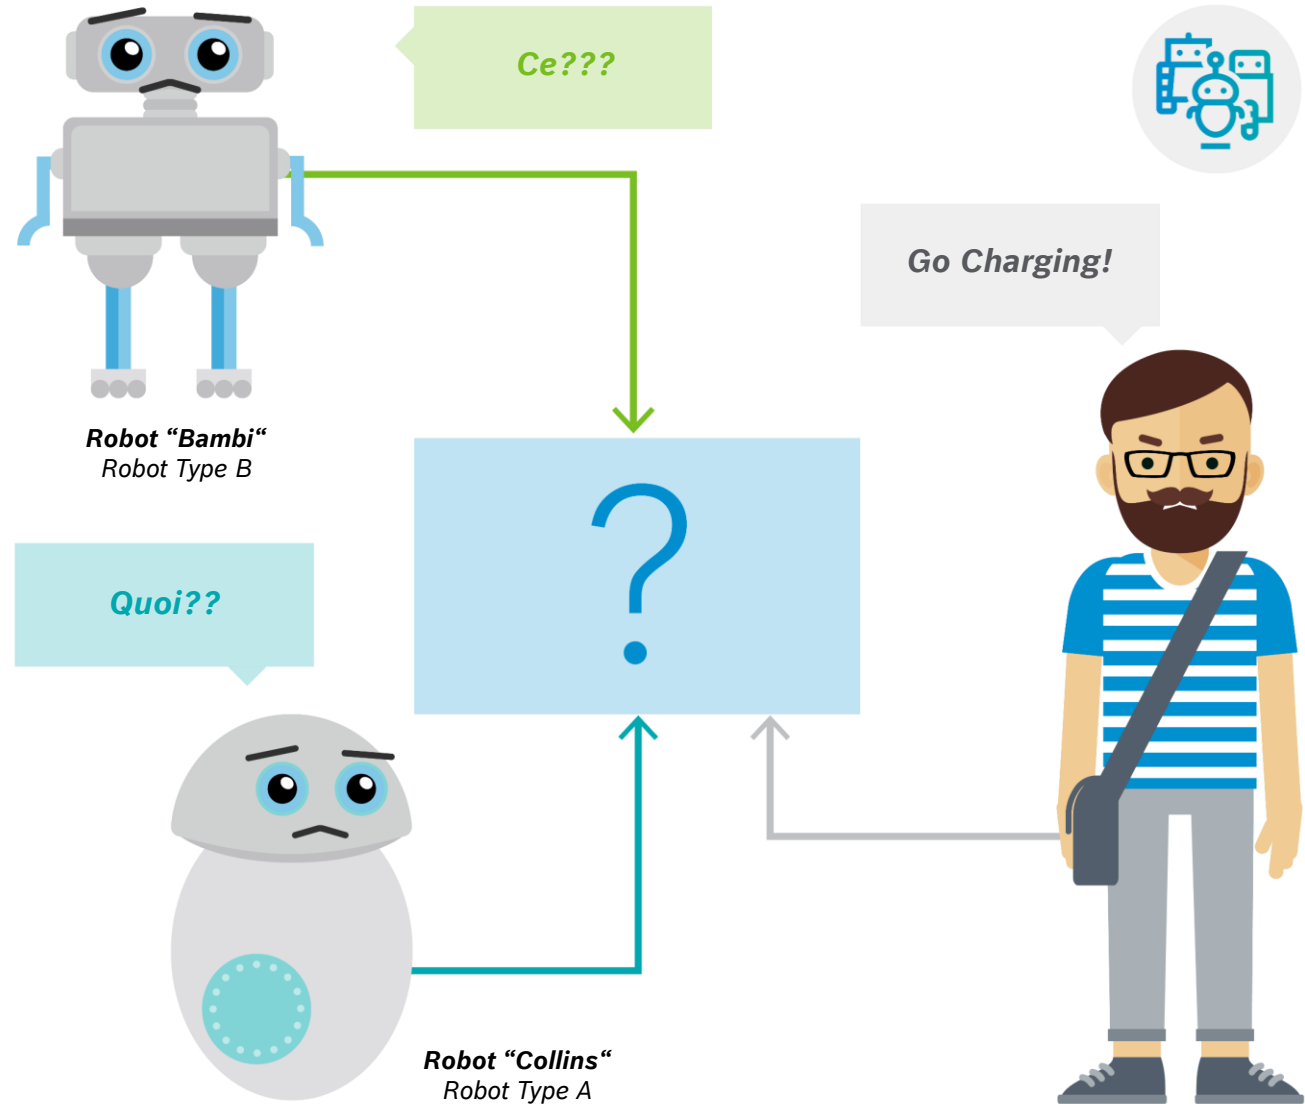 Ce???
Go Charging!
Robot “Bambi“
Robot Type B
?
Quoi??
Robot “Collins“
Robot Type A